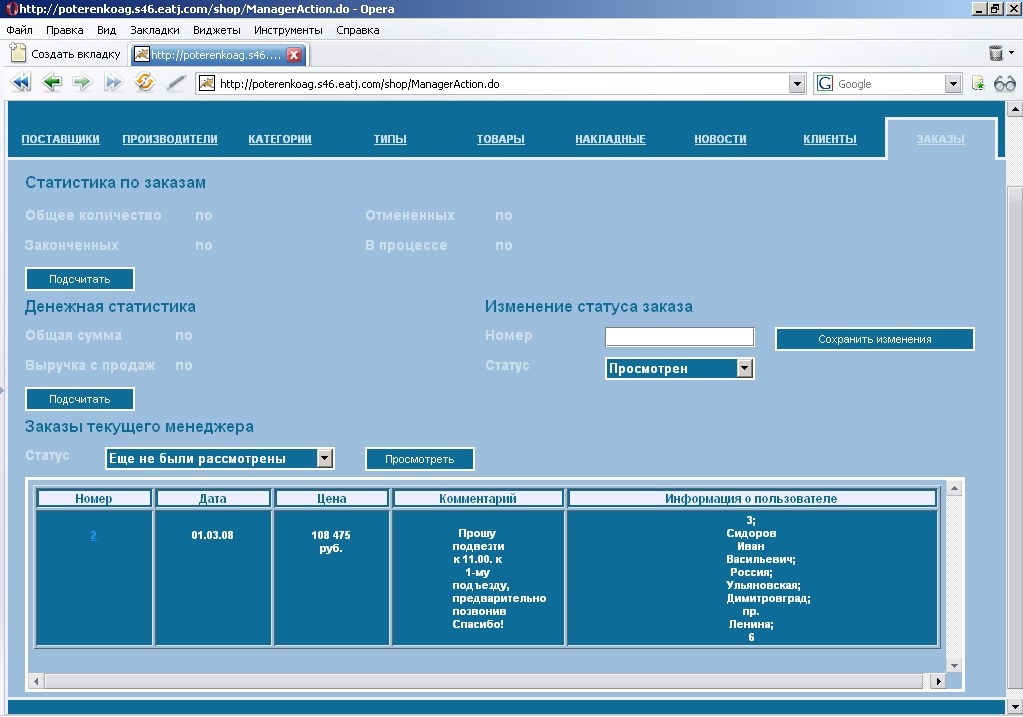 http://poterenkoag.s46.eatj.com/shop/ManagerAction.do - Opera
Файл Правка Вид Закладки Виджеты Инструменты Справка
Создать вкладку http://poterenkoag.s46....
http://poterenkoag.s46.eatj.com/shop/ManagerAction.do Google
ПОСТАВЩИКИ ПРОИЗВОДИТЕЛИ КАТЕГОРИИ ТИПЫ ТОВАРЫ НАКЛАДНЫЕ НОВОСТИ КЛИЕНТЫ ЗАКАЗЫ
Статистика по заказам
Общее количество no Отмененных no
Законченных no В процессе no
Подсчитать
Денежная статистика Изменение статуса заказа
Общая сумма no Номер Сохранить изменения
Выручка с продаж no Статус Просмотрен
Подсчитать
Заказы текущего менеджера
Статус Еще не были рассмотрены Просмотреть
Номер Дата Цена Комментарий Информация о пользователе
2
01.03.08
108 475
руб.
Прошу
подвезти
к 11.00. к
1-му
подъезду,
предварительно
позвонив
Спасибо!
3;
Сидоров
Иван
Васильевич;
Россия;
Ульяновская;
Димитровград;
пр.
Ленина;
6